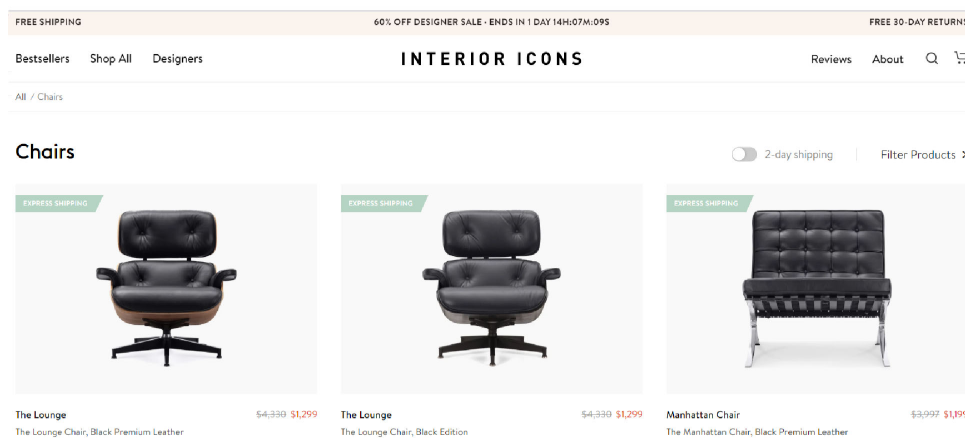 FREE SHIPPING 60% OFF DESIGNER SALE · ENDS IN 1 DAY 14H:07M:09S FREE 30-DAY RETURNS
Bestsellers Shop All Designers INTERIOR ICONS Reviews About
All / Chairs
Chairs 2-day shipping Filter Products
EXPRESS SHIPPING EXPRESS SHIPPING EXPRESS SHIPPING
The Lounge $4,330 $1,299 The Lounge $4,330 $1,299 Manhattan Chair $3,997 $1,199
The Lounge Chair, Black Premium Leather The Lounge Chair, Black Edition The Manhattan Chair, Black Premium Leather